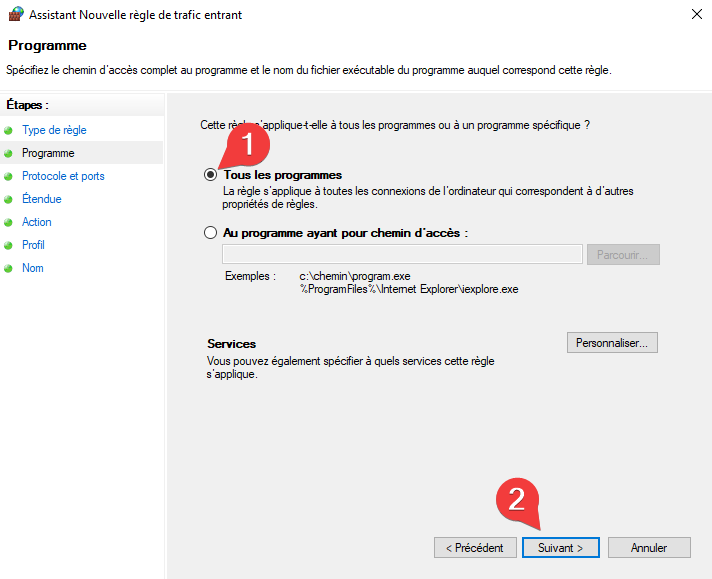 Assistant Nouvelle règle de trafic entrant
Programme
Spécifiez le chemin d'accès complet au programme et le nom du fichier exécutable du programme auquel correspond cette règle.
Étapes :
Type de règle
Programme
Protocole et ports
Étendue
Action
Profil
Nom
Cette s'applique-t-elle à tous les programmes ou à un programme spécifique ?
1
Tous les programmes
La règle s'applique à toutes les connexions de l'ordinateur qui correspondent à d'autres
propriétés de règles.
Au programme ayant pour chemin d'accès :
Parcourir...
Exemples :
c:\chemin\program.exe
%ProgramFiles%\Internet Explorer\iexplore.exe
Services
Personnaliser...
Vous pouvez également spécifier à quels services cette règle
s'applique.
2
< Précédent
Suivant >
Annuler